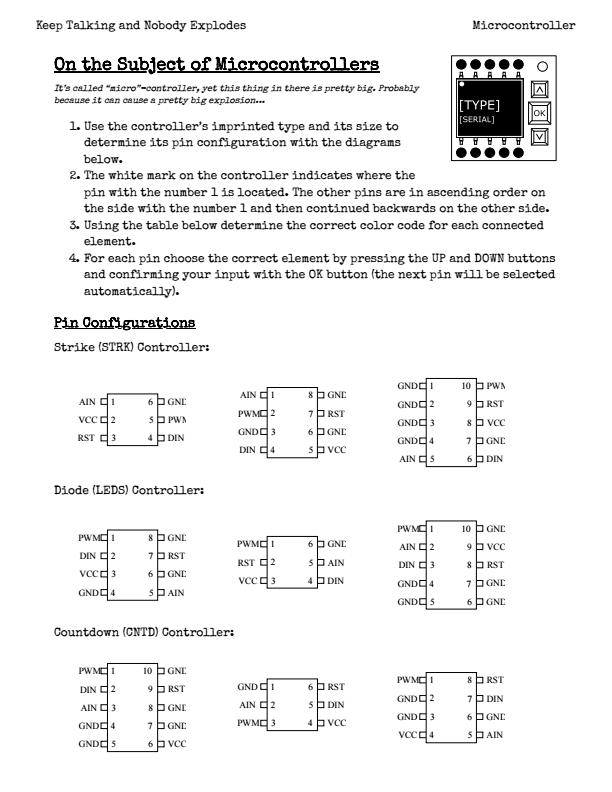 Keep Talking and Nobody Explodes Microcontroller
On the Subject of Microcontrollers
It's called "micro"-controller, yet this thing in there is pretty big. Probably
because it can cause a pretty big explosion...
[TYPE]
[SERIAL]
OK
1. Use the controller's imprinted type and its size to
determine its pin configuration with the diagrams
below.
2. The white mark on the controller indicates where the
pin with the number 1 is located. The other pins are in ascending order on
the side with the number 1 and then continued backwards on the other side.
3. Using the table below determine the correct color code for each connected
element.
4. For each pin choose the correct element by pressing the UP and DOWN buttons
and confirming your input with the OK button (the next pin will be selected
automatically).
Pin Configurations
Strike (STRK) Controller:
AIN 1 6 GND
VCC 2 5 PWM
RST 3 4 DIN
AIN 1 8 GND
PWM 2 7 RST
GND 3 6 GND
DIN 4 5 VCC
GND 1 10 PWM
GND 2 9 RST
GND 3 8 VCC
GND 4 7 GND
AIN 5 6 DIN
Diode (LEDS) Controller:
PWM 1 8 GND
DIN 2 7 RST
VCC 3 6 GND
GND 4 5 AIN
PWM 1 6 GND
RST 2 5 AIN
VCC 3 4 DIN
PWM 1 10 GND
AIN 2 9 VCC
DIN 3 8 RST
GND 4 7 GND
GND 5 6 GND
Countdown (CNTD) Controller:
PWM 1 10 GND
DIN 2 9 RST
AIN 3 8 GND
GND 4 7 GND
GND 5 6 VCC
GND 1 6 RST
AIN 2 5 DIN
PWM 3 4 VCC
PWM 1 8 RST
GND 2 7 DIN
GND 3 6 GND
VCC 4 5 AIN